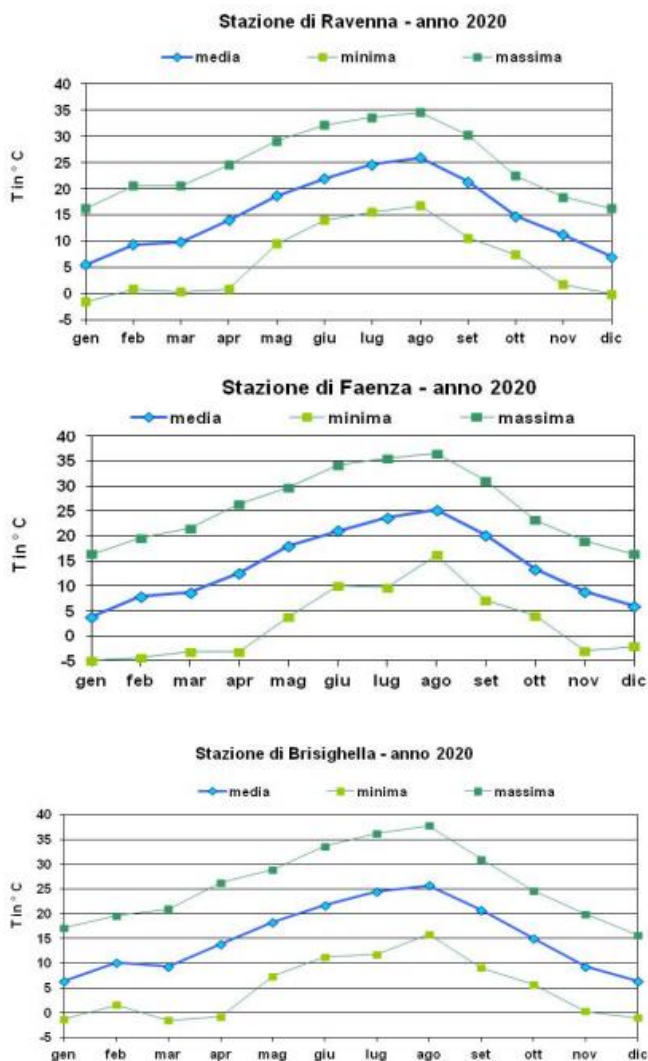 Stazione di Ravenna - anno 2020
media minima massima
40
35
30
25
20
15
10
5
0
-5
T in ° C
gen feb mar apr mag giu lug ago set ott nov dic
Stazione di Faenza - anno 2020
media minima massima
40
35
30
25
20
15
10
5
0
-5
T in ° C
gen feb mar apr mag giu lug ago set ott nov dic
Stazione di Brisighella - anno 2020
media minima massima
40
35
30
25
20
15
10
5
0
-5
T in ° C
gen feb mar apr mag giu lug ago set ott nov dic